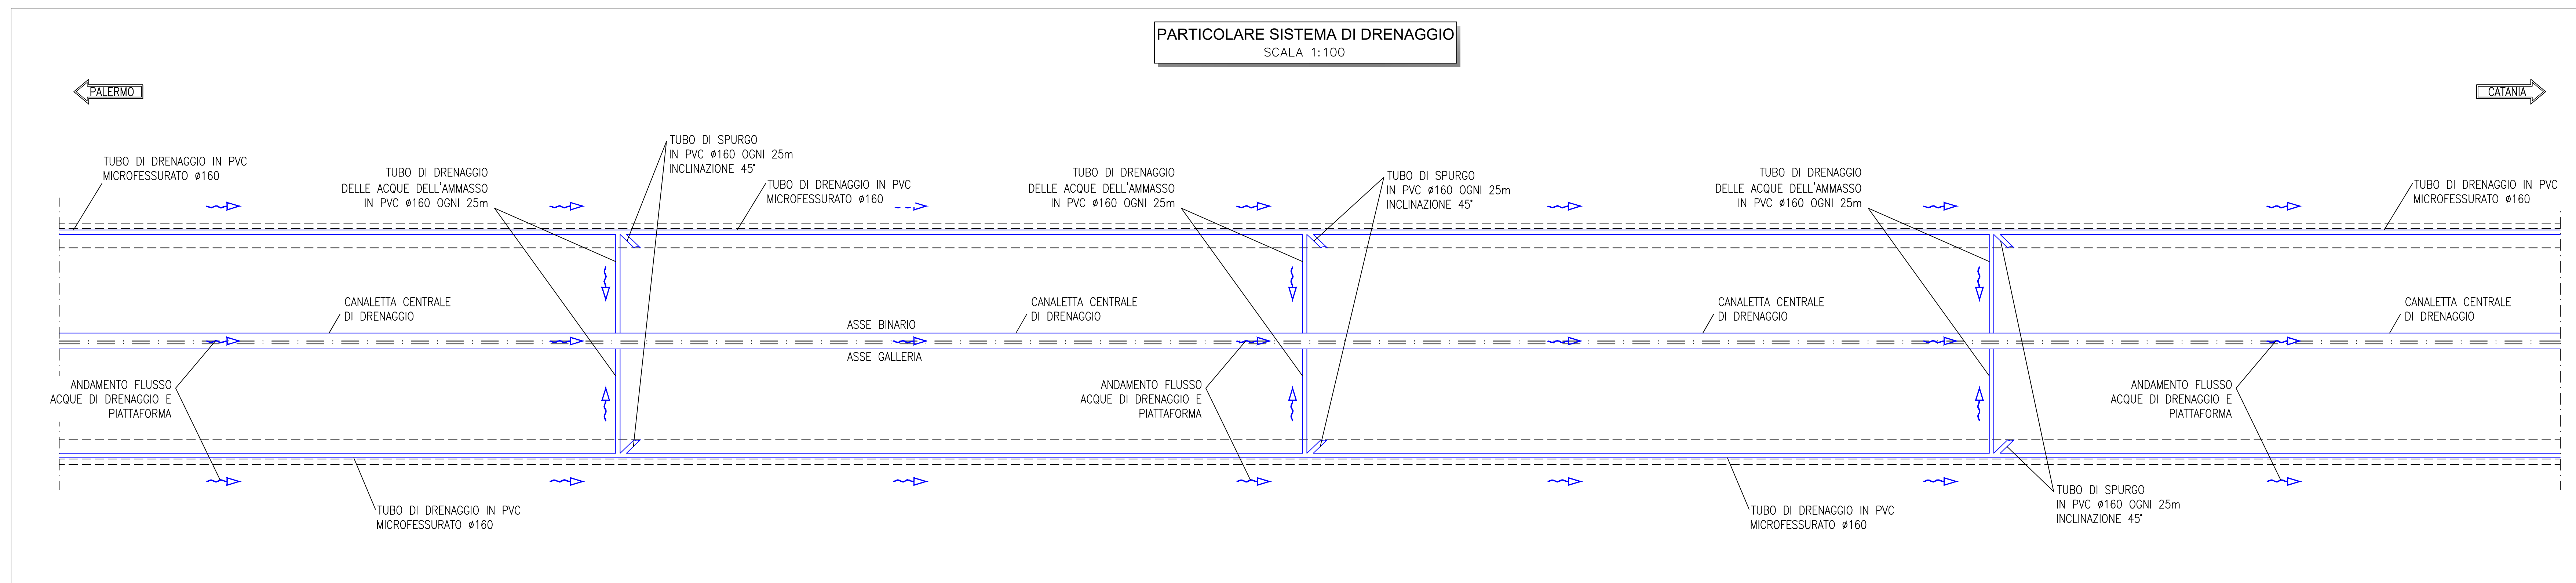 PARTICOLARE SISTEMA DI DRENAGGIO
SCALA 1:100
PALERMO
CATANIA
TUBO DI DRENAGGIO IN PVC
MICROFESSURATO ø160
TUBO DI DRENAGGIO
DELLE ACQUE DELL'AMMASSO
IN PVC ø160 OGNI 25m
TUBO DI SPURGO
IN PVC ø160 OGNI 25m
INCLINAZIONE 45°
TUBO DI DRENAGGIO IN PVC
MICROFESSURATO ø160
TUBO DI DRENAGGIO
DELLE ACQUE DELL'AMMASSO
IN PVC ø160 OGNI 25m
TUBO DI SPURGO
IN PVC ø160 OGNI 25m
INCLINAZIONE 45°
TUBO DI DRENAGGIO
DELLE ACQUE DELL'AMMASSO
IN PVC ø160 OGNI 25m
TUBO DI DRENAGGIO IN PVC
MICROFESSURATO ø160
CANALETTA CENTRALE
DI DRENAGGIO
ASSE BINARIO
ASSE GALLERIA
CANALETTA CENTRALE
DI DRENAGGIO
CANALETTA CENTRALE
DI DRENAGGIO
CANALETTA CENTRALE
DI DRENAGGIO
ANDAMENTO FLUSSO
ACQUE DI DRENAGGIO E
PIATTAFORMA
ANDAMENTO FLUSSO
ACQUE DI DRENAGGIO E
PIATTAFORMA
ANDAMENTO FLUSSO
ACQUE DI DRENAGGIO E
PIATTAFORMA
TUBO DI DRENAGGIO IN PVC
MICROFESSURATO ø160
TUBO DI DRENAGGIO IN PVC
MICROFESSURATO ø160
TUBO DI SPURGO
IN PVC ø160 OGNI 25m
INCLINAZIONE 45°